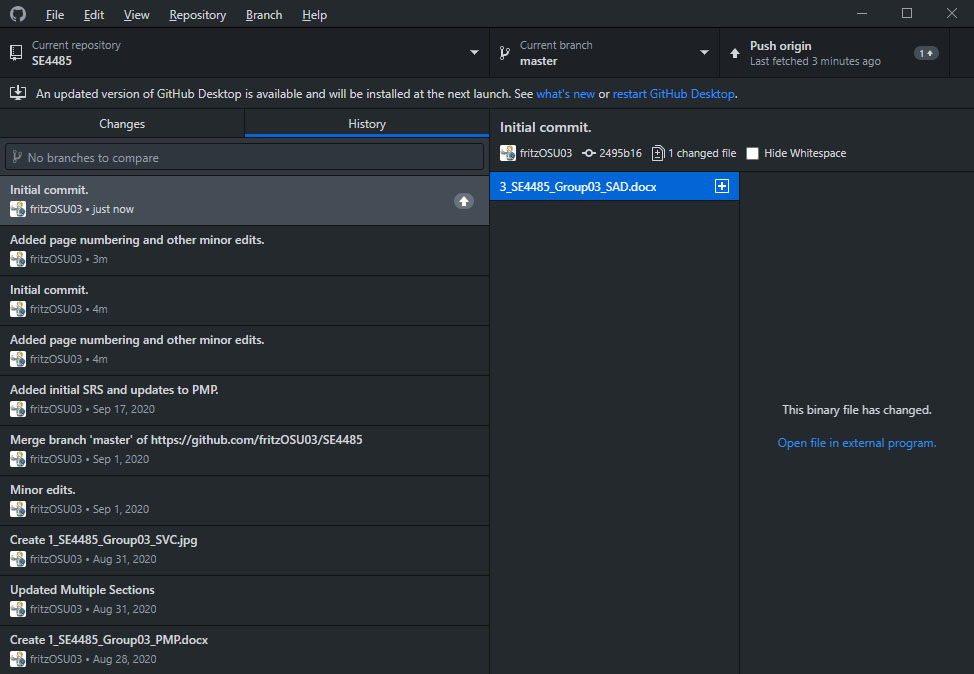 File Edit View Repository Branch Help
Current repository
SE4485
Current branch
master
Push origin
Last fetched 3 minutes ago
1
An updated version of GitHub Desktop is available and will be installed at the next launch. See what's new or restart GitHub Desktop.
Changes
History
No branches to compare
Initial commit.
fritzOSU03 • just now
Added page numbering and other minor edits.
fritzOSU03 • 3m
Initial commit.
fritzOSU03 • 4m
Added page numbering and other minor edits.
fritzOSU03 • 4m
Added initial SRS and updates to PMP.
fritzOSU03 • Sep 17, 2020
Merge branch 'master' of https://github.com/fritzOSU03/SE4485
fritzOSU03 • Sep 1, 2020
Minor edits.
fritzOSU03 • Sep 1, 2020
Create 1_SE4485_Group03_SVC.jpg
fritzOSU03 • Aug 31, 2020
Updated Multiple Sections
fritzOSU03 • Aug 31, 2020
Create 1_SE4485_Group03_PMP.docx
fritzOSU03 • Aug 28, 2020
Initial commit.
fritzOSU03 2495b16 1 changed file Hide Whitespace
3_SE4485_Group03_SAD.docx
This binary file has changed.
Open file in external program.